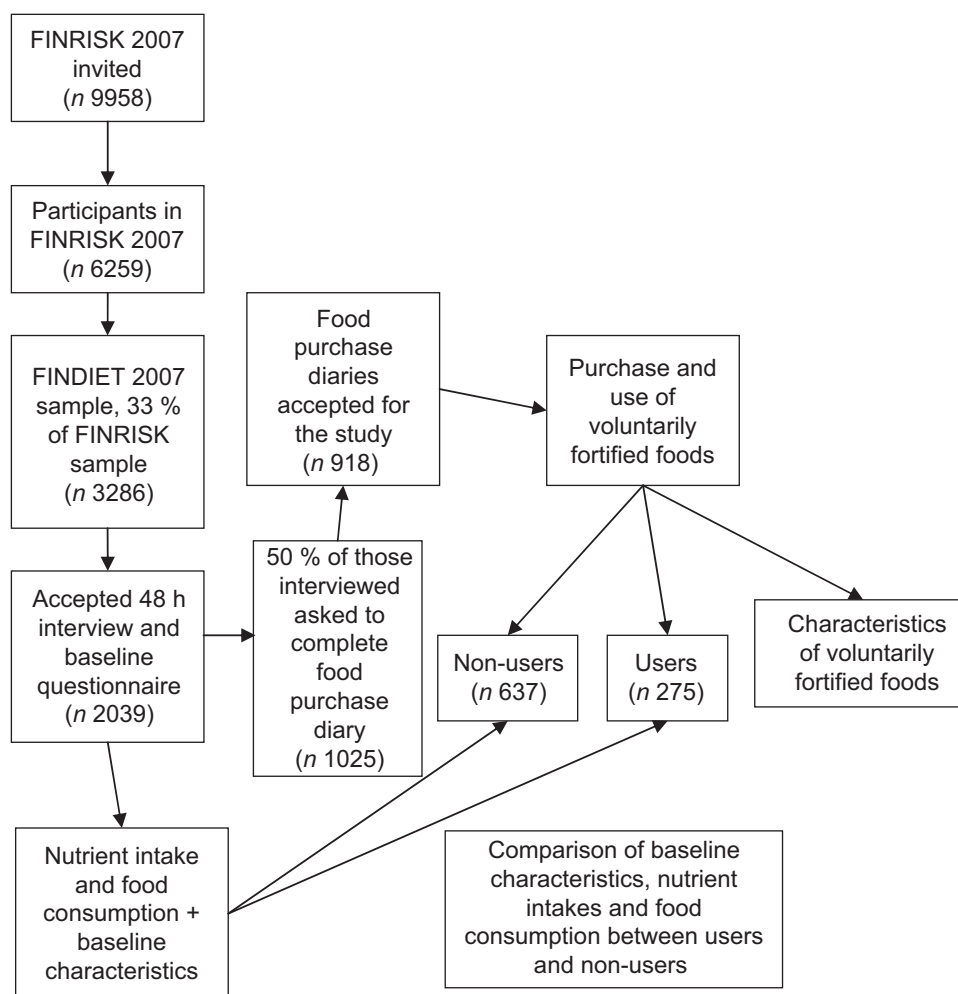 FINRISK 2007
invited
(n 9958)
Participants in
FINRISK 2007
(n 6259)
FINDIET 2007
sample, 33 %
of FINRISK
sample
(n 3286)
Accepted 48 h
interview and
baseline
questionnaire
(n 2039)
Nutrient intake
and food
consumption +
baseline
characteristics
50 % of those
interviewed
asked to
complete
food
purchase
diary
(n 1025)
Food
purchase
diaries
accepted for
the study
(n 918)
Purchase and
use of
voluntarily
fortified foods
Non-users
(n 637)
Users
(n 275)
Characteristics
of voluntarily
fortified foods
Comparison of baseline
characteristics, nutrient
intakes and food
consumption between users
and non-users